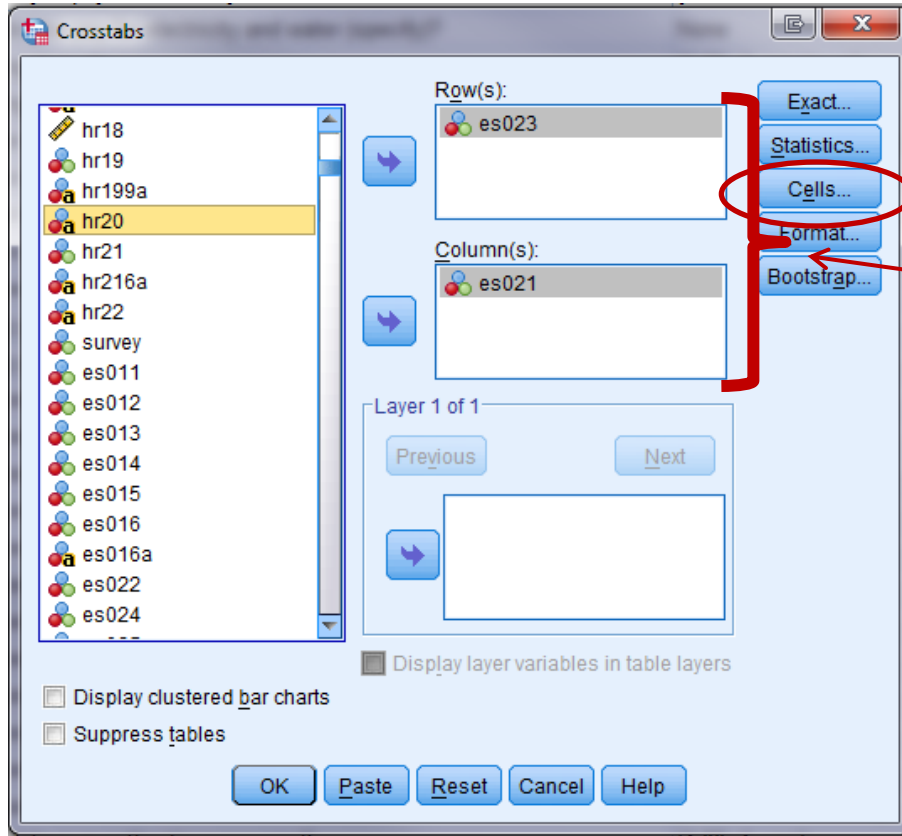 Crosstabs
hr18
hr19
hr199a
hr20
hr21
hr216a
hr22
survey
es011
es012
es013
es014
es015
es016
es016a
es022
es024
Row(s):
es023
Column(s):
es021
Layer 1 of 1
Previous
Next
Display layer variables in table layers
Exact...
Statistics...
Cells...
Format...
Bootstrap...
Display clustered bar charts
Suppress tables
OK
Paste
Reset
Cancel
Help